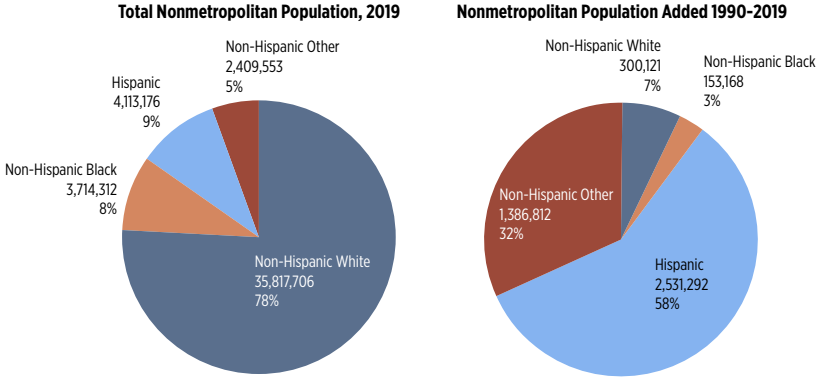 Total Nonmetropolitan Population, 2019
Non-Hispanic Other
2,409,553
5%
Hispanic
4,113,176
9%
Non-Hispanic Black
3,714,312
8%
Non-Hispanic White
35,817,706
78%
Nonmetropolitan Population Added 1990-2019
Non-Hispanic White
300,121
7%
Non-Hispanic Black
153,168
3%
Non-Hispanic Other
1,386,812
32%
Hispanic
2,531,292
58%